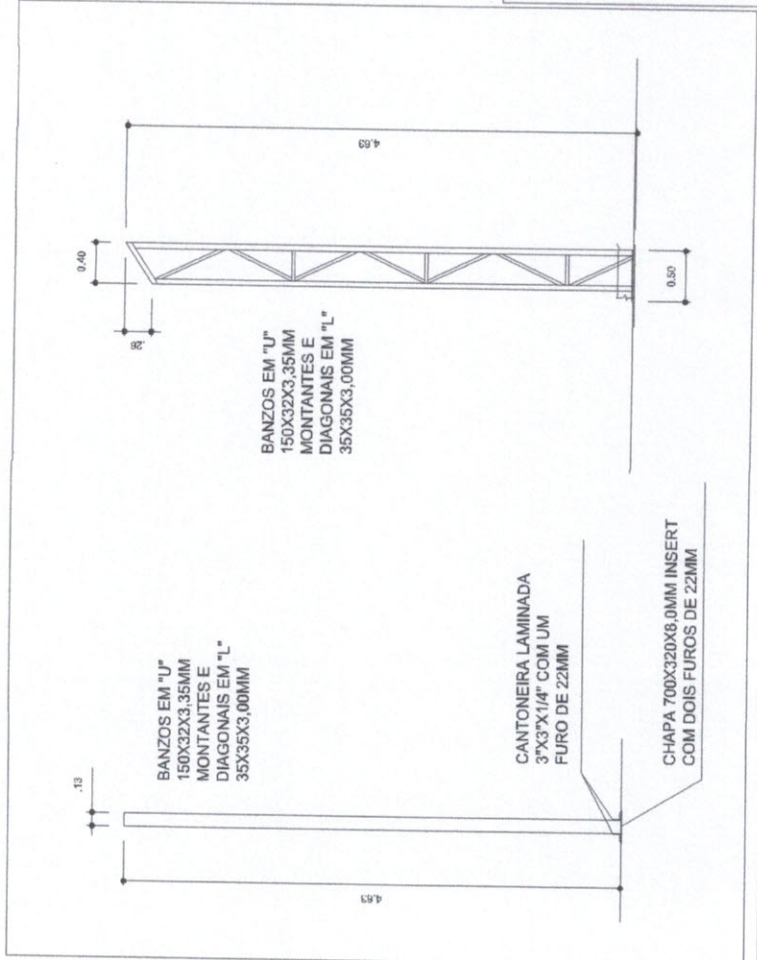 4,63
0,40
,26
BANZOS EM "U"
150X32X3,35MM
MONTANTES E
DIAGONAIS EM "L"
35X35X3,00MM
0,50
,13
BANZOS EM "U"
150X32X3,35MM
MONTANTES E
DIAGONAIS EM "L"
35X35X3,00MM
4,63
CANTONEIRA LAMINADA
3"X3"X1/4" COM UM
FURO DE 22MM
CHAPA 700X320X8,0MM INSERT
COM DOIS FUROS DE 22MM